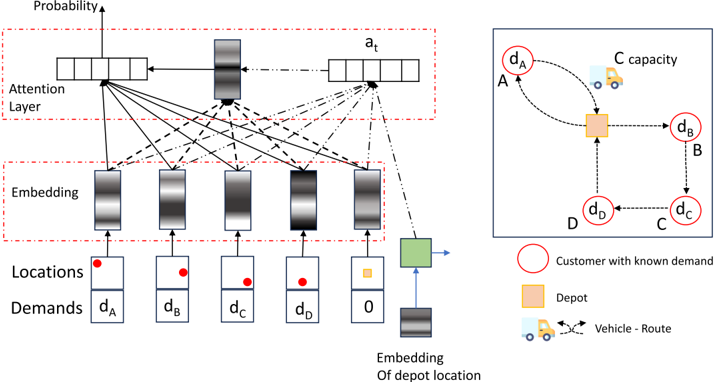 Probability
a_t
Attention
Layer
Embedding
Locations
Demands
d_A
d_B
d_C
d_D
0
Embedding
Of depot location
d_A
A
C capacity
d_B
B
d_D
D
d_C
C
Customer with known demand
Depot
Vehicle - Route